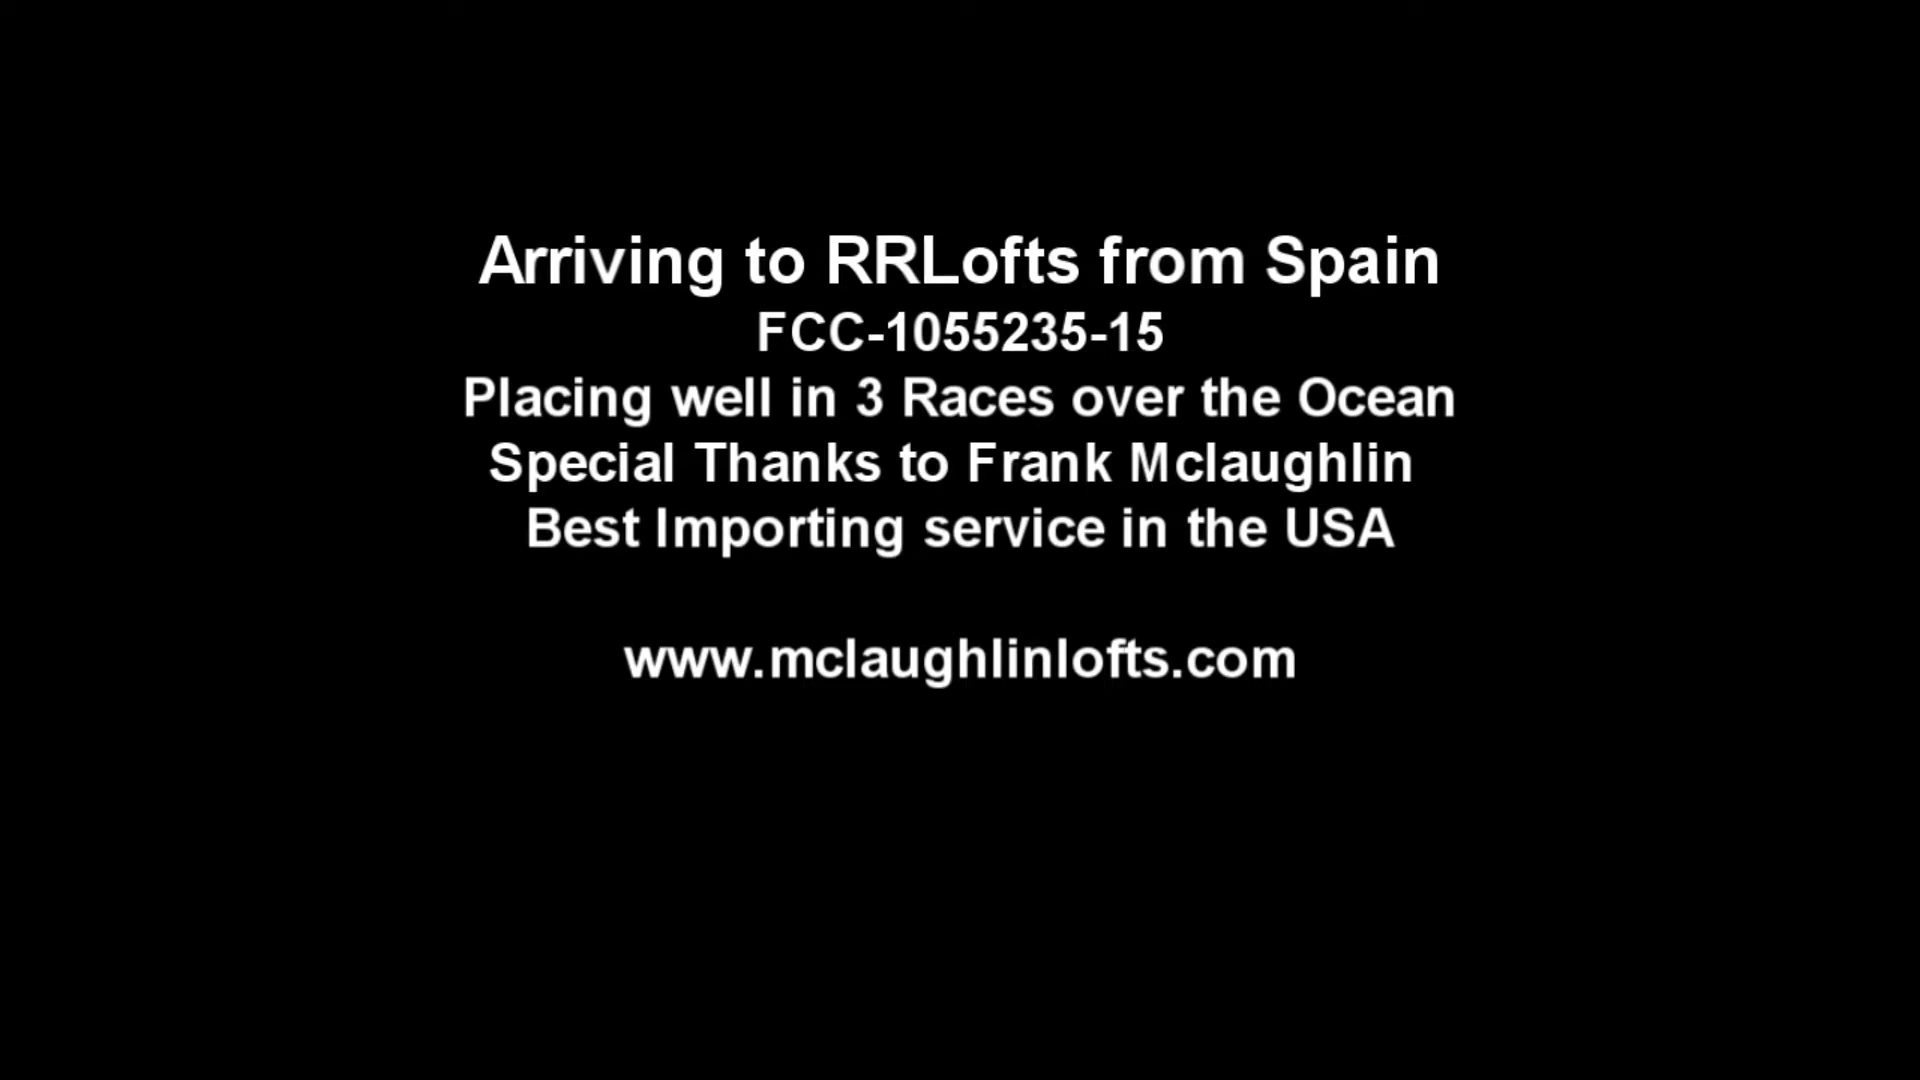 Arriving to RRLofts from Spain
FCC-1055235-15
Placing well in 3 Races over the Ocean
Special Thanks to Frank Mclaughlin
Best Importing service in the USA
www.mclaughlinlofts.com